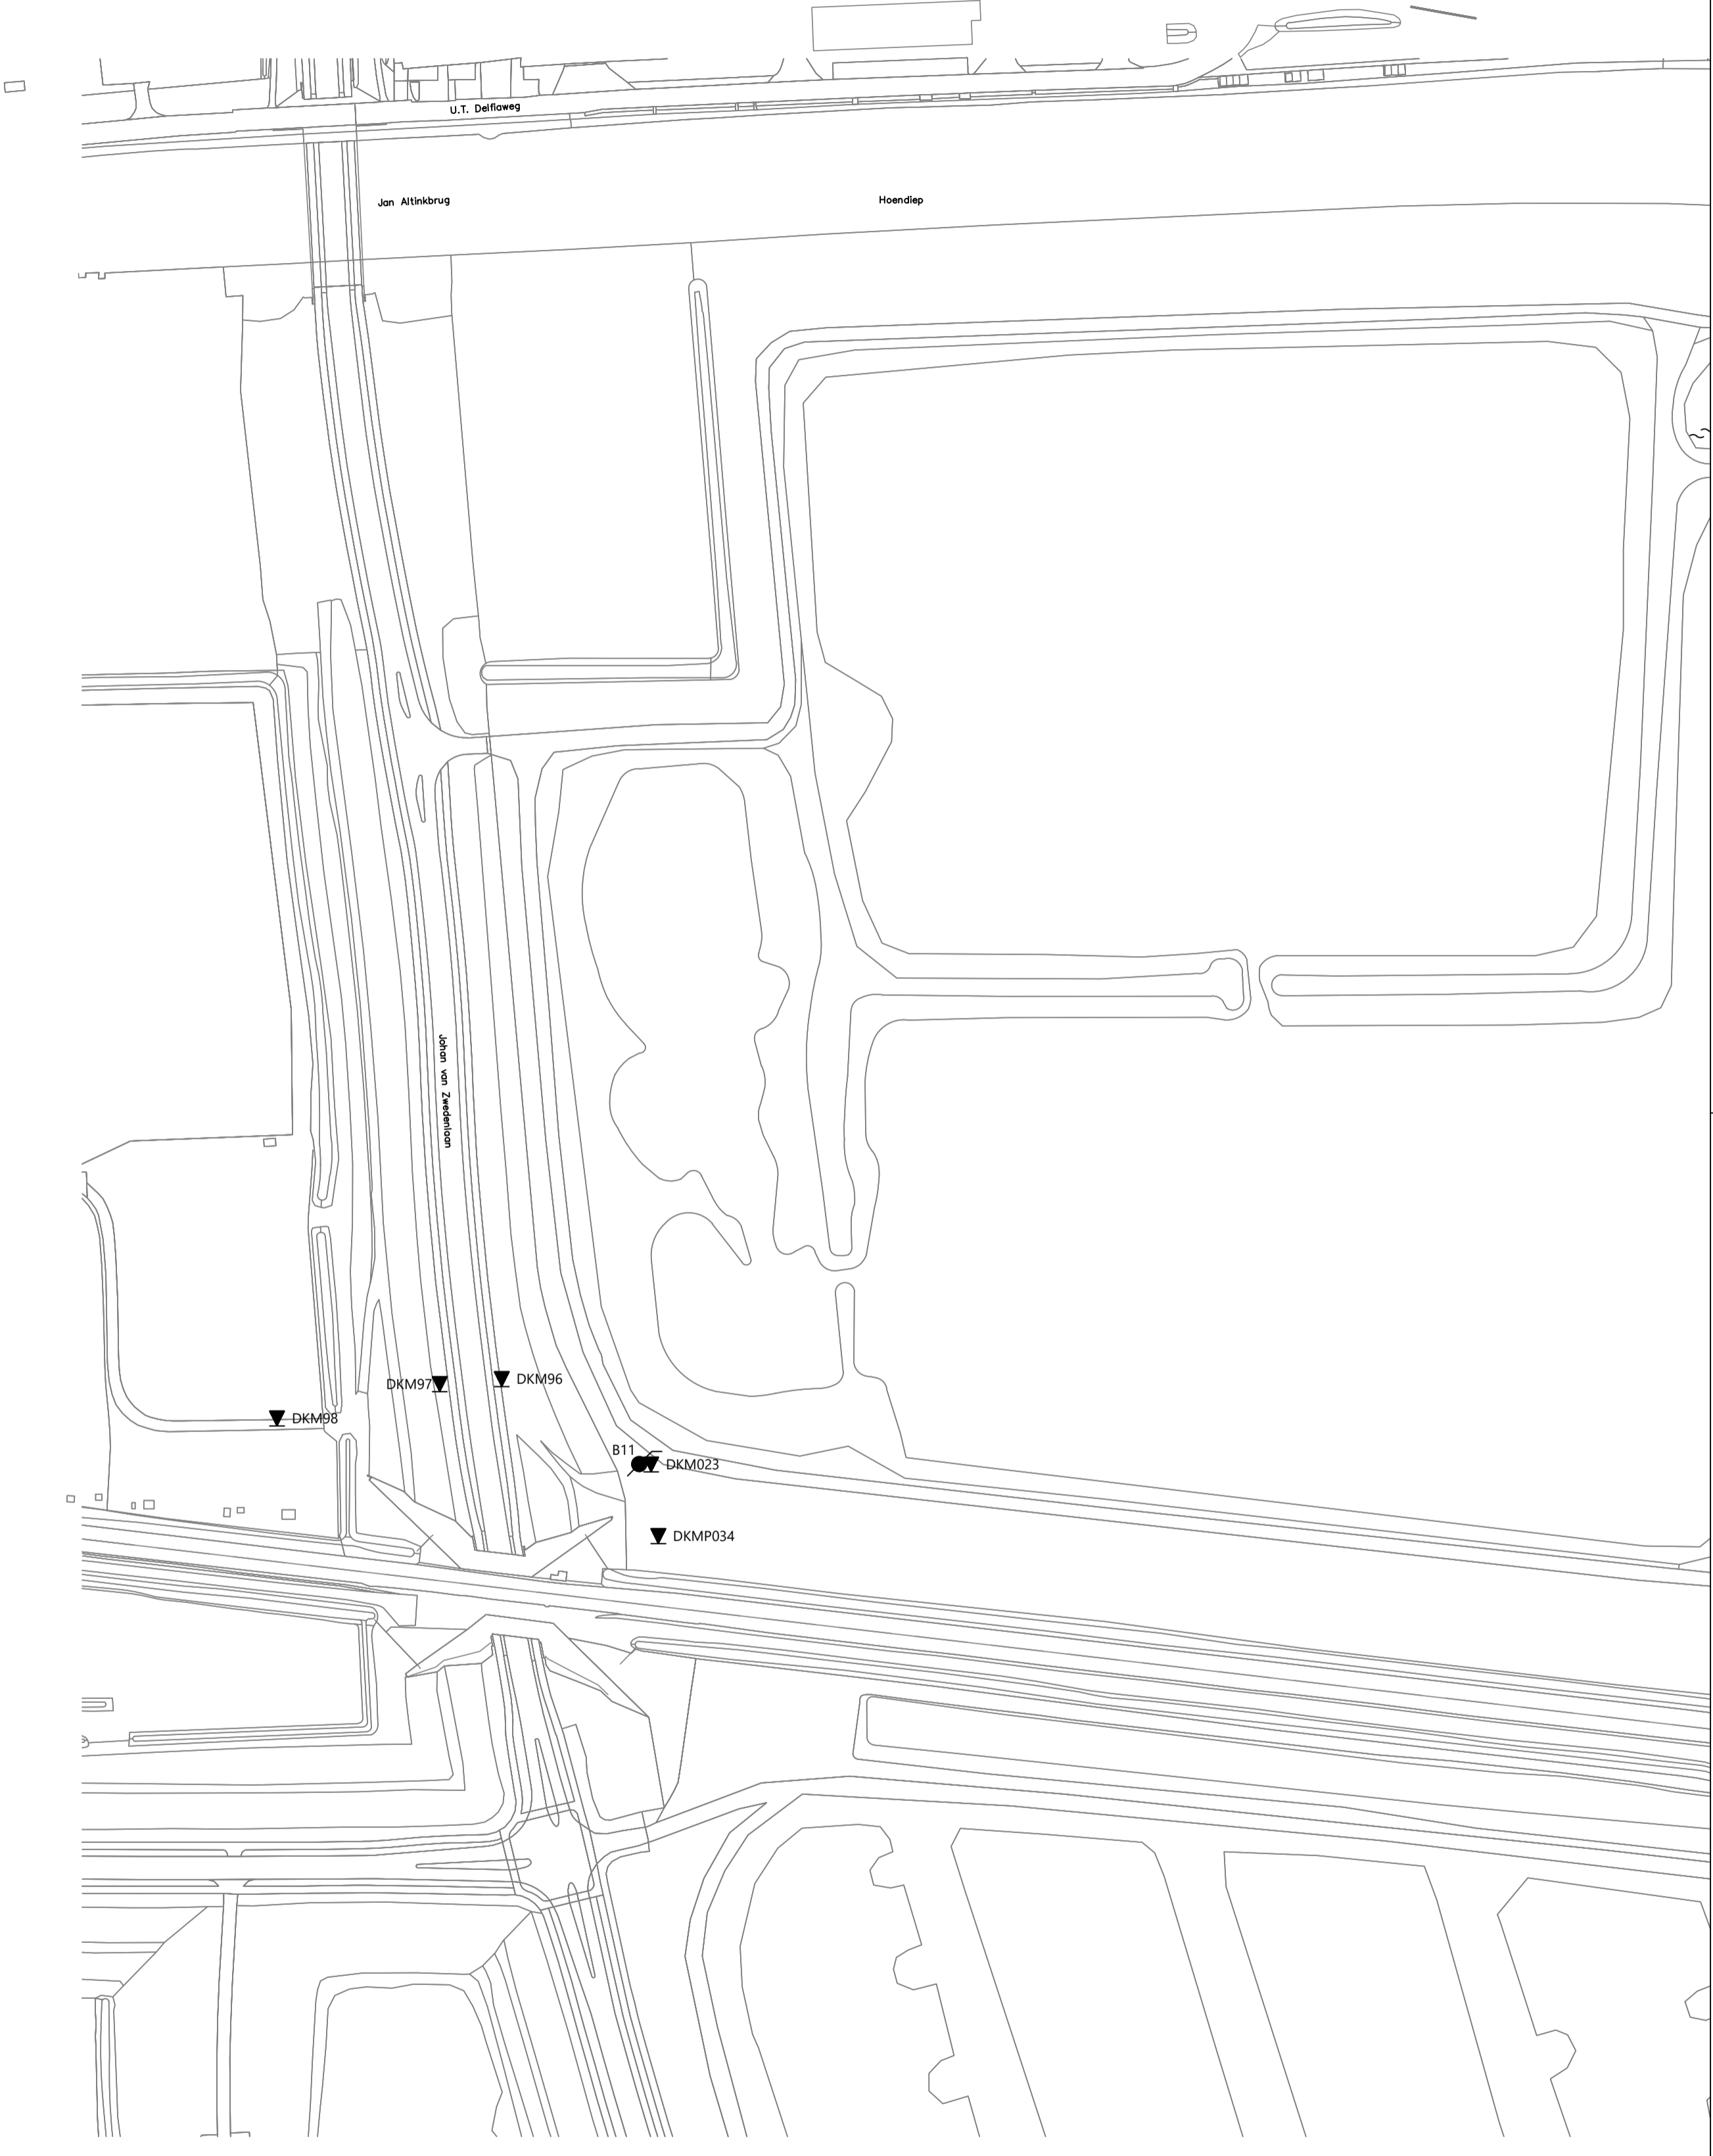 U.T. Delfiaweg
Jan Altinkbrug
Hoendiep
Johan van Zwedenlaan
DKM97
DKM96
DKM98
B11
DKM023
DKMP034